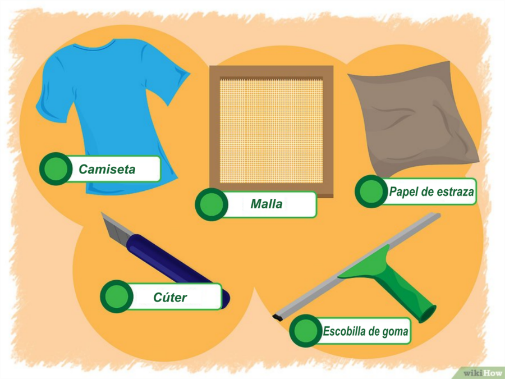 Camiseta
Malla
Papel de estraza
Cúter
Escobilla de goma
wikiHow